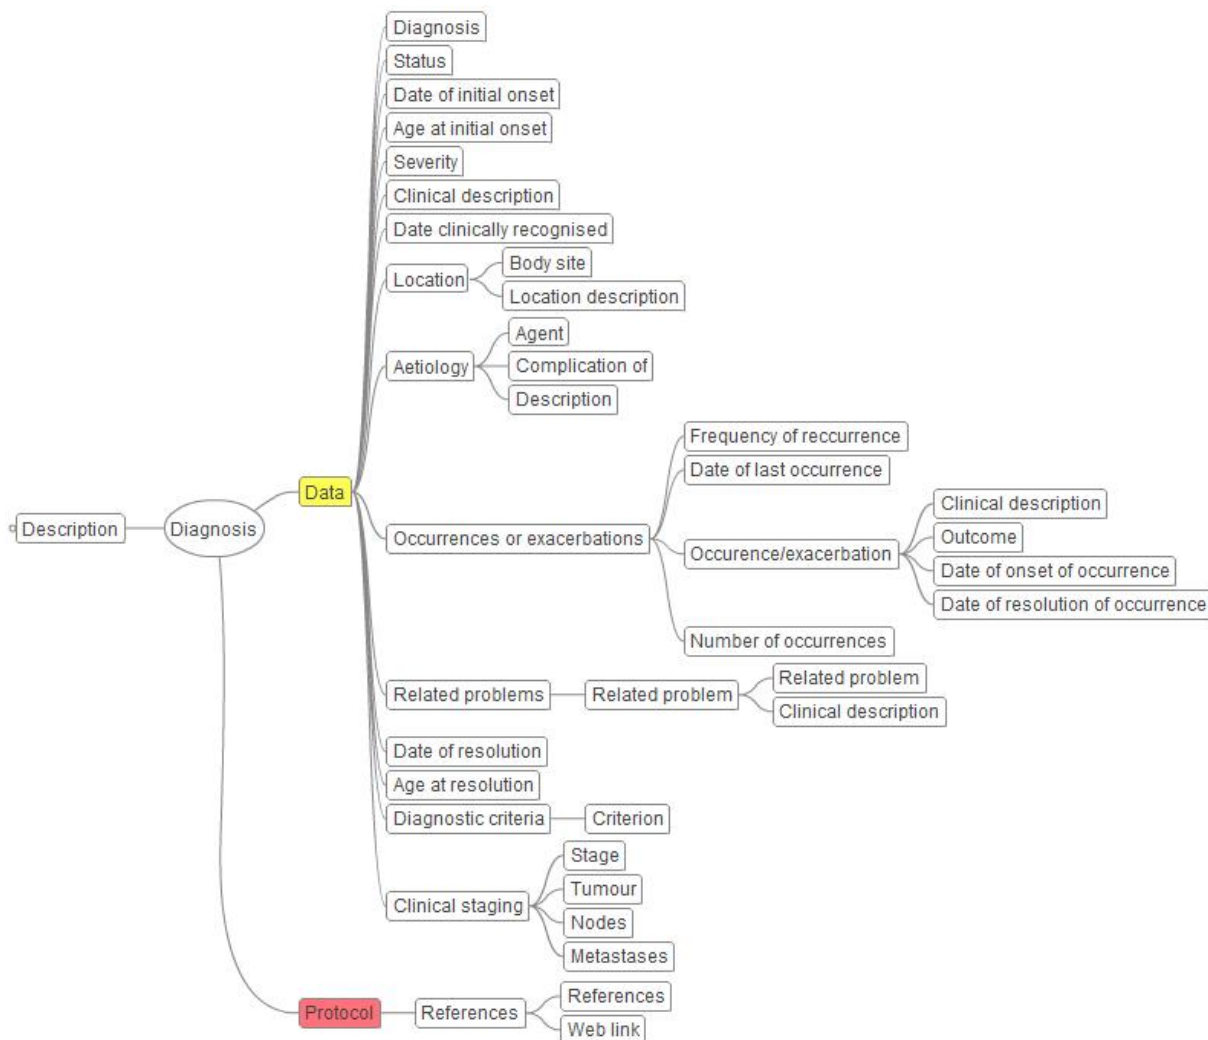 Diagnosis
Status
Date of initial onset
Age at initial onset
Severity
Clinical description
Date clinically recognised
Location
Body site
Location description
Aetiology
Agent
Complication of
Description
Data
Description
Diagnosis
Occurrences or exacerbations
Frequency of reccurrence
Date of last occurrence
Occurence/exacerbation
Clinical description
Outcome
Date of onset of occurrence
Date of resolution of occurrence
Number of occurrences
Related problems
Related problem
Related problem
Clinical description
Date of resolution
Age at resolution
Diagnostic criteria
Criterion
Clinical staging
Stage
Tumour
Nodes
Metastases
Protocol
References
References
Web link